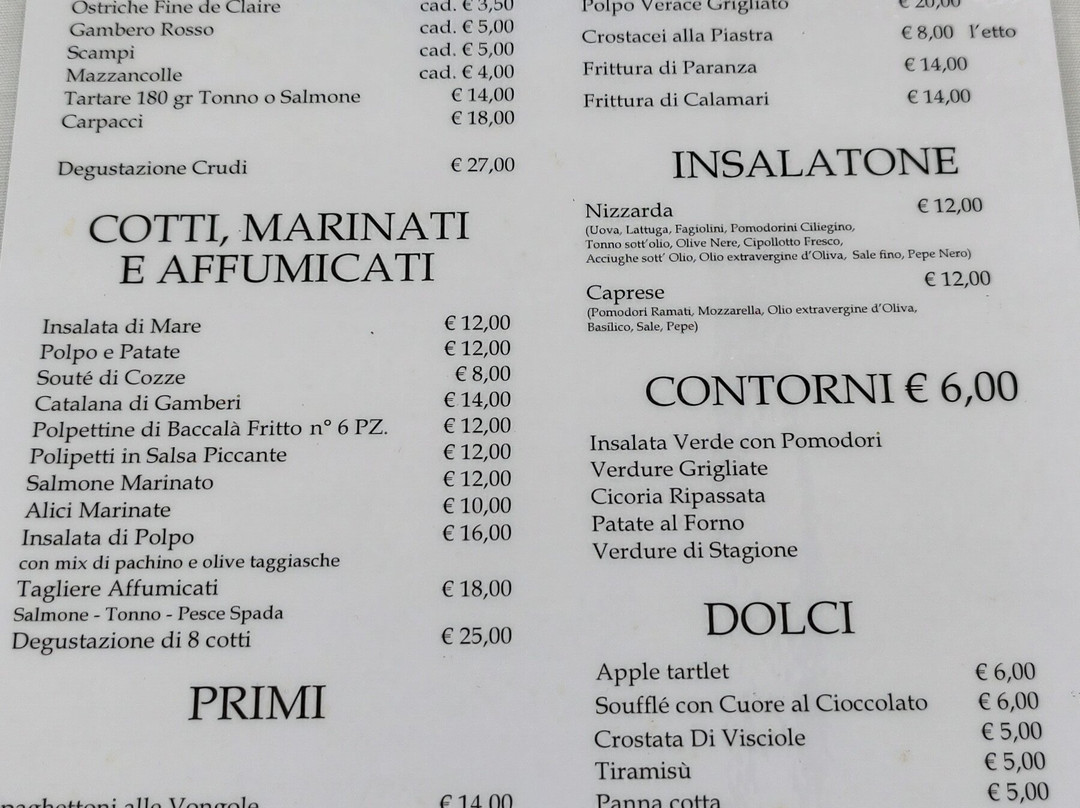 Ostriche Fine de Claire cad. € 3,50
Gambero Rosso cad. € 5,00
Scampi cad. € 5,00
Mazzancolle cad. € 4,00
Tartare 180 gr Tonno o Salmone € 14,00
Carpacci € 18,00
Degustazione Crudi € 27,00
COTTI, MARINATI
E AFFUMICATI
Insalata di Mare € 12,00
Polpo e Patate € 12,00
Souté di Cozze € 8,00
Catalana di Gamberi € 14,00
Polpettine di Baccalà Fritto n° 6 PZ. € 12,00
Polipetti in Salsa Piccante € 12,00
Salmone Marinato € 12,00
Alici Marinate € 10,00
Insalata di Polpo € 16,00
con mix di pachino e olive taggiasche
Tagliere Affumicati € 18,00
Salmone - Tonno - Pesce Spada
Degustazione di 8 cotti € 25,00
PRIMI
Spaghettoni alle Vongole € 14,00
Polpo Verace Grigliato € 20,00
Crostacei alla Piastra € 8,00 l'etto
Frittura di Paranza € 14,00
Frittura di Calamari € 14,00
INSALATONE
Nizzarda € 12,00
(Uova, Lattuga, Fagiolini, Pomodorini Ciliegino,
Tonno sott'olio, Olive Nere, Cipollotto Fresco,
Acciughe sott' Olio, Olio extravergine d'Oliva, Sale fino, Pepe Nero)
Caprese € 12,00
(Pomodori Ramati, Mozzarella, Olio extravergine d'Oliva,
Basilico, Sale, Pepe)
CONTORNI € 6,00
Insalata Verde con Pomodori
Verdure Grigliate
Cicoria Ripassata
Patate al Forno
Verdure di Stagione
DOLCI
Apple tartlet € 6,00
Soufflé con Cuore al Cioccolato € 6,00
Crostata Di Visciole € 5,00
Tiramisù € 5,00
Panna cotta € 5,00